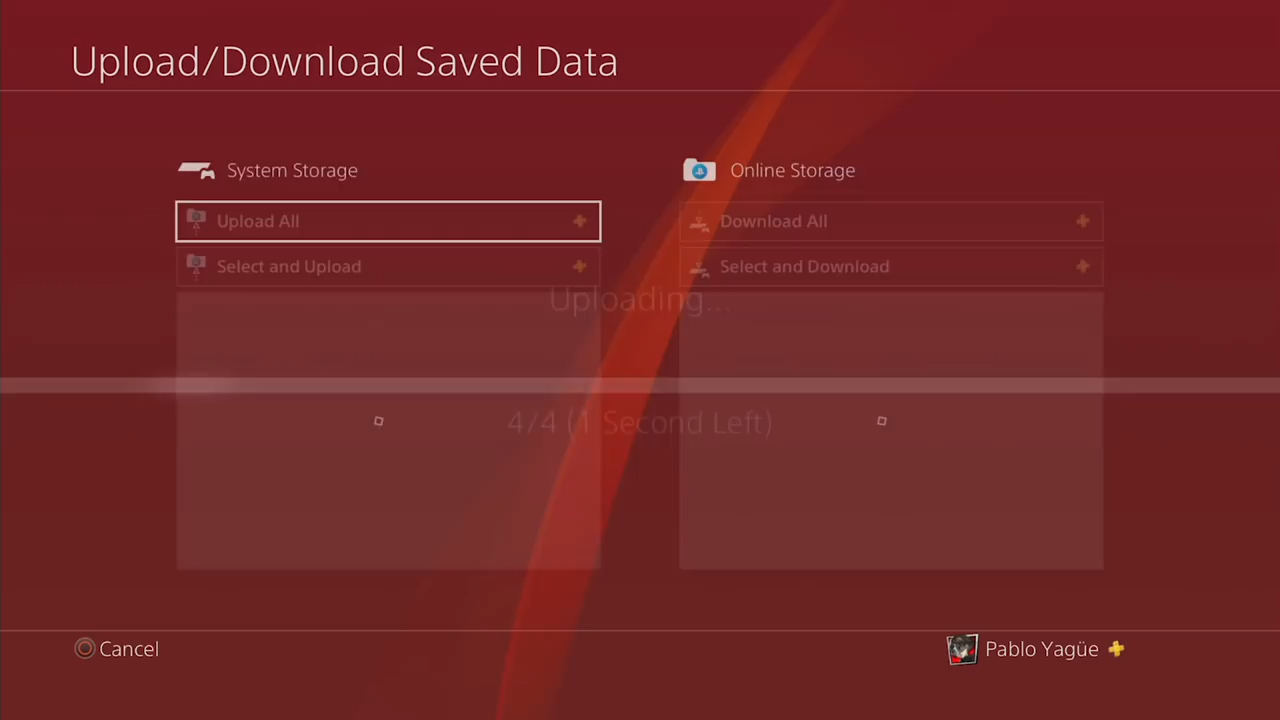 Upload/Download Saved Data
System Storage
Online Storage
Upload All
Download All
Select and Upload
Select and Download
Uploading...
4/4 (1 Second Left)
Cancel
Pablo Yagüe